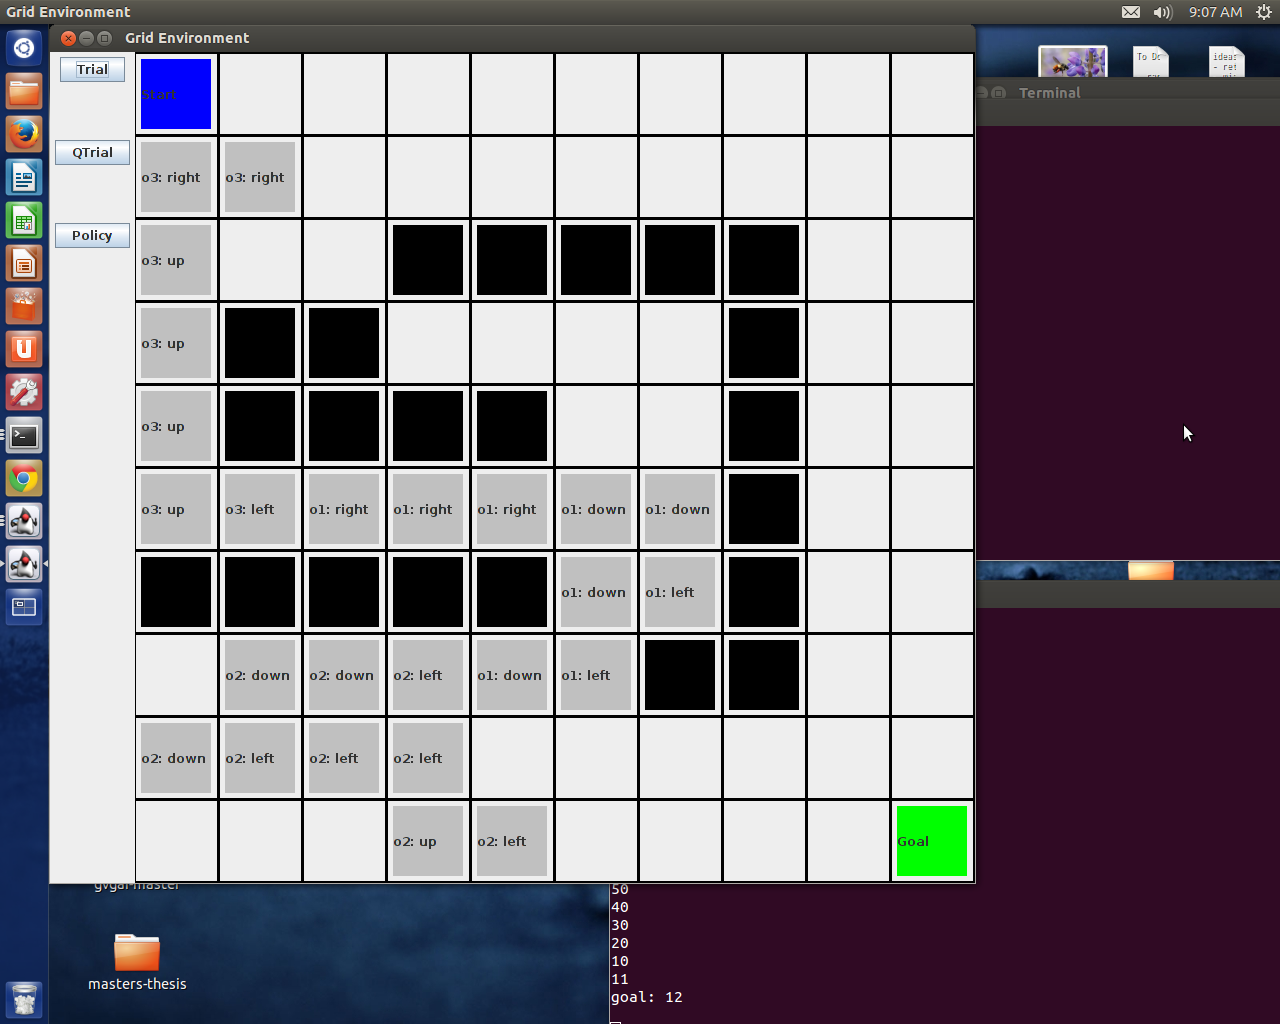 Grid Environment
9:07 AM
Grid Environment
To Do
ideas
Terminal
Trial
Start
QTrial
o3: right
o3: right
Policy
o3: up
o3: up
o3: up
o3: up
o3: left
o1: right
o1: right
o1: right
o1: down
o1: down
o1: down
o1: left
o2: down
o2: down
o2: left
o1: down
o1: left
o2: down
o2: left
o2: left
o2: left
o2: up
o2: left
Goal
gvgai-master
masters-thesis
50
40
30
20
10
11
goal: 12